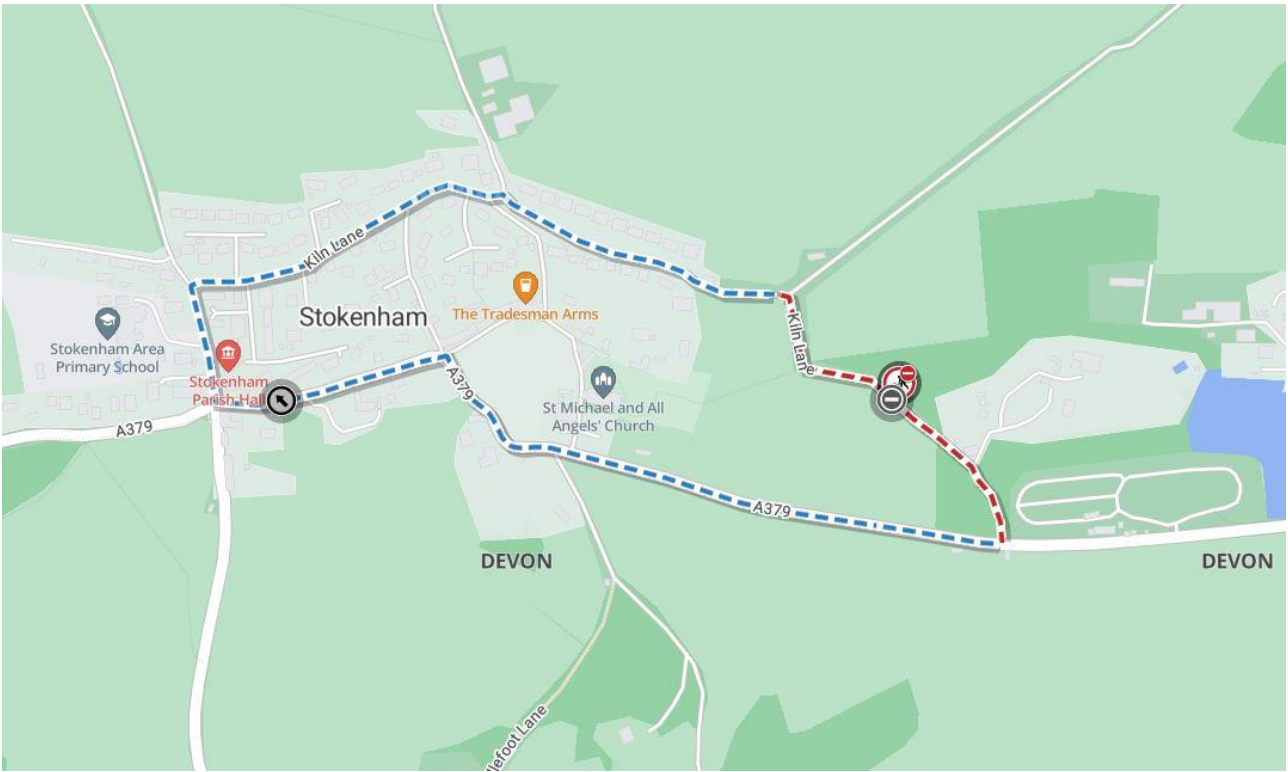 Kiln Lane
Stokenham
The Tradesman Arms
Stokenham Area
Primary School
Stokenham
Parish Hall
A379
A379
St Michael and All
Angels' Church
Kiln Lane
A379
DEVON
DEVON
Lane